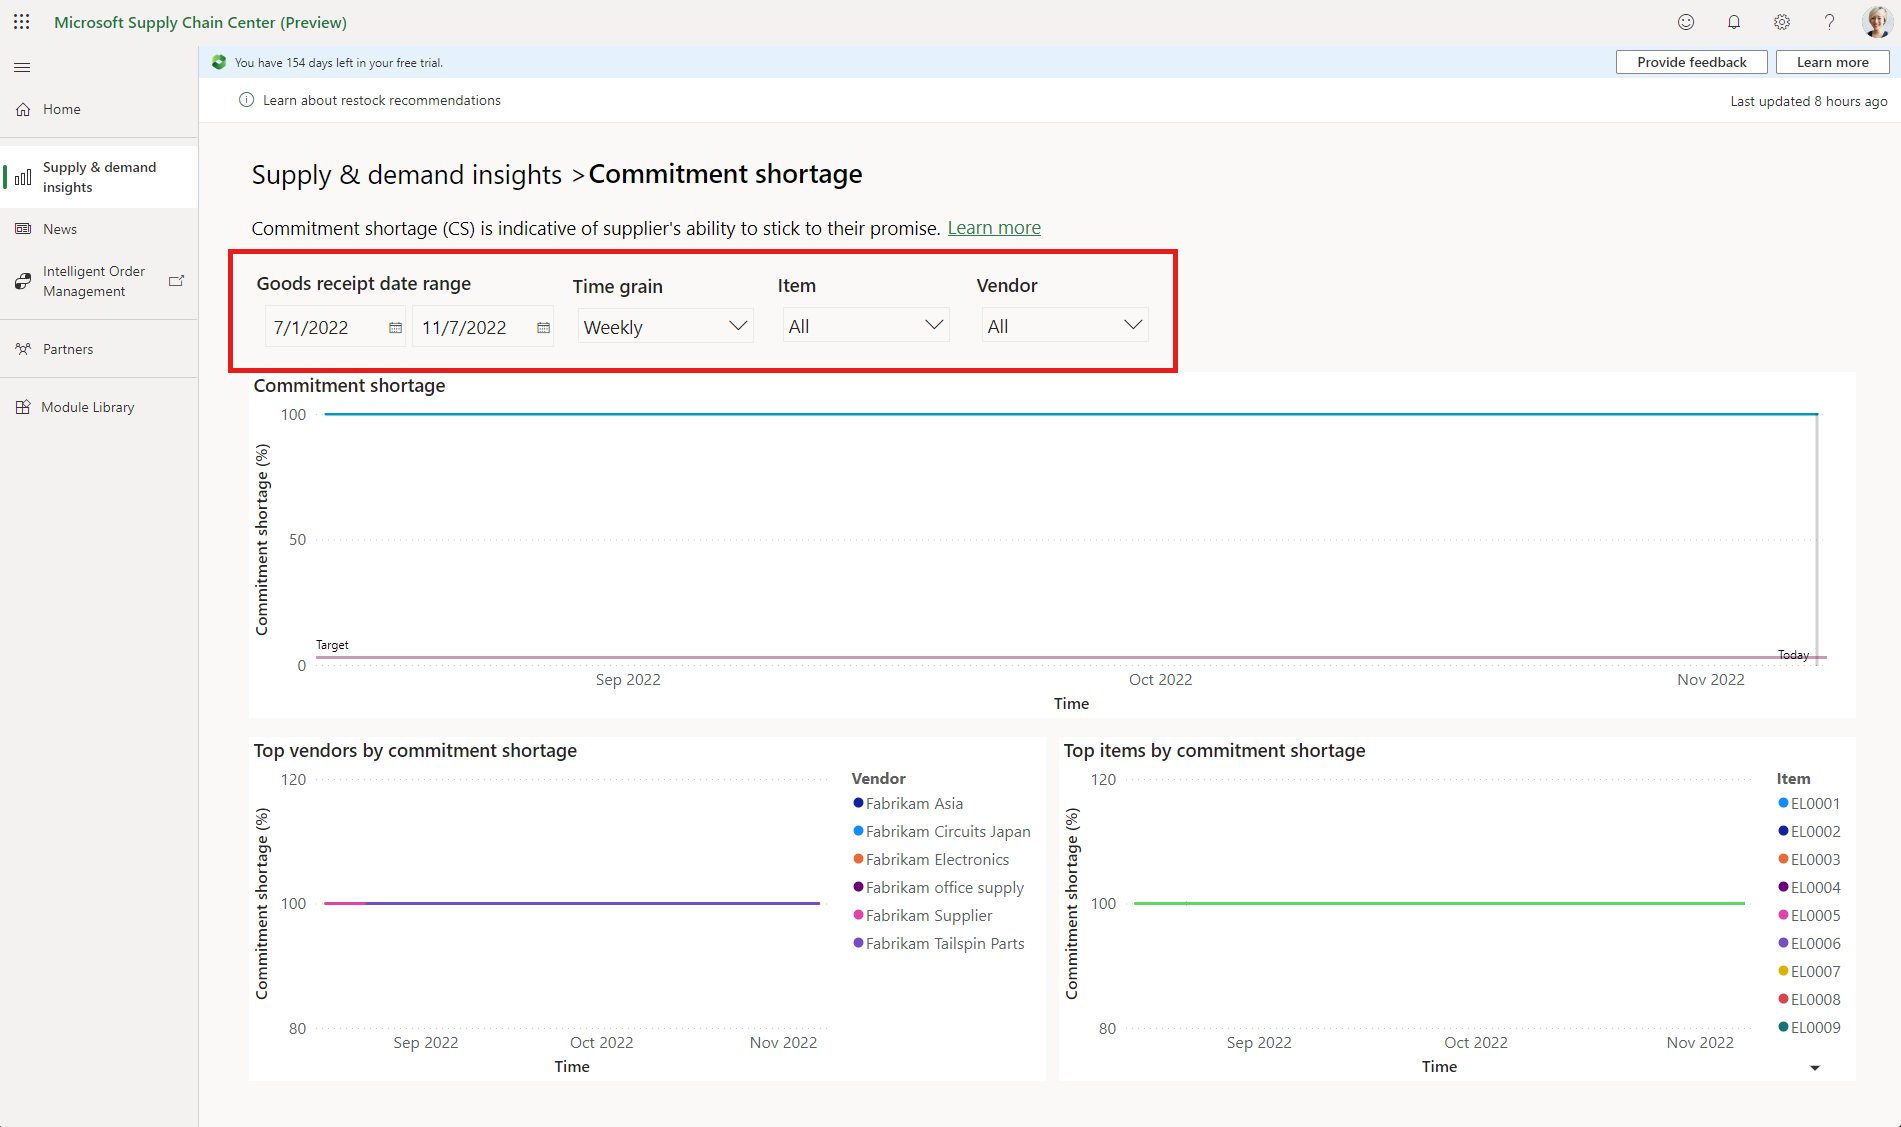 Microsoft Supply Chain Center (Preview)
?
You have 154 days left in your free trial.
Provide feedback
Learn more
Home
Learn about restock recommendations
Last updated 8 hours ago
Supply & demand
insights
News
Intelligent Order
Management
Partners
Module Library
Supply & demand insights >Commitment shortage
Commitment shortage (CS) is indicative of supplier's ability to stick to their promise. Learn more
Goods receipt date range
Time grain
Item
Vendor
7/1/2022
11/7/2022
Weekly
All
All
Commitment shortage
Commitment shortage (%)
100
50
0
Target
Today
Sep 2022
Oct 2022
Nov 2022
Time
Top vendors by commitment shortage
Commitment shortage (%)
120
100
80
Sep 2022
Oct 2022
Nov 2022
Time
Vendor
Fabrikam Asia
Fabrikam Circuits Japan
Fabrikam Electronics
Fabrikam office supply
Fabrikam Supplier
Fabrikam Tailspin Parts
Top items by commitment shortage
Commitment shortage (%)
120
100
80
Sep 2022
Oct 2022
Nov 2022
Time
Item
EL0001
EL0002
EL0003
EL0004
EL0005
EL0006
EL0007
EL0008
EL0009